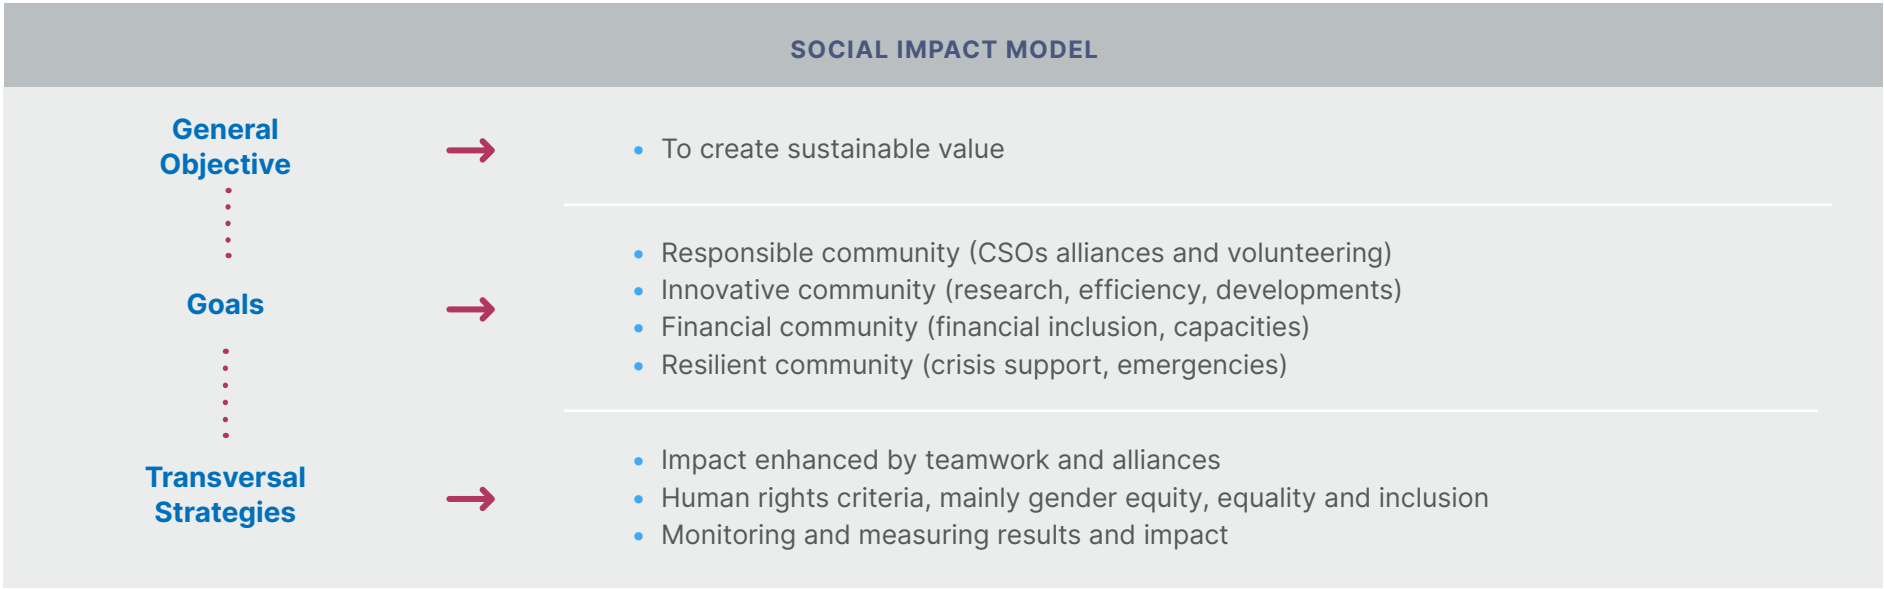 SOCIAL IMPACT MODEL
General
Objective
• To create sustainable value
Goals
• Responsible community (CSOs alliances and volunteering)
• Innovative community (research, efficiency, developments)
• Financial community (financial inclusion, capacities)
• Resilient community (crisis support, emergencies)
Transversal
Strategies
• Impact enhanced by teamwork and alliances
• Human rights criteria, mainly gender equity, equality and inclusion
• Monitoring and measuring results and impact